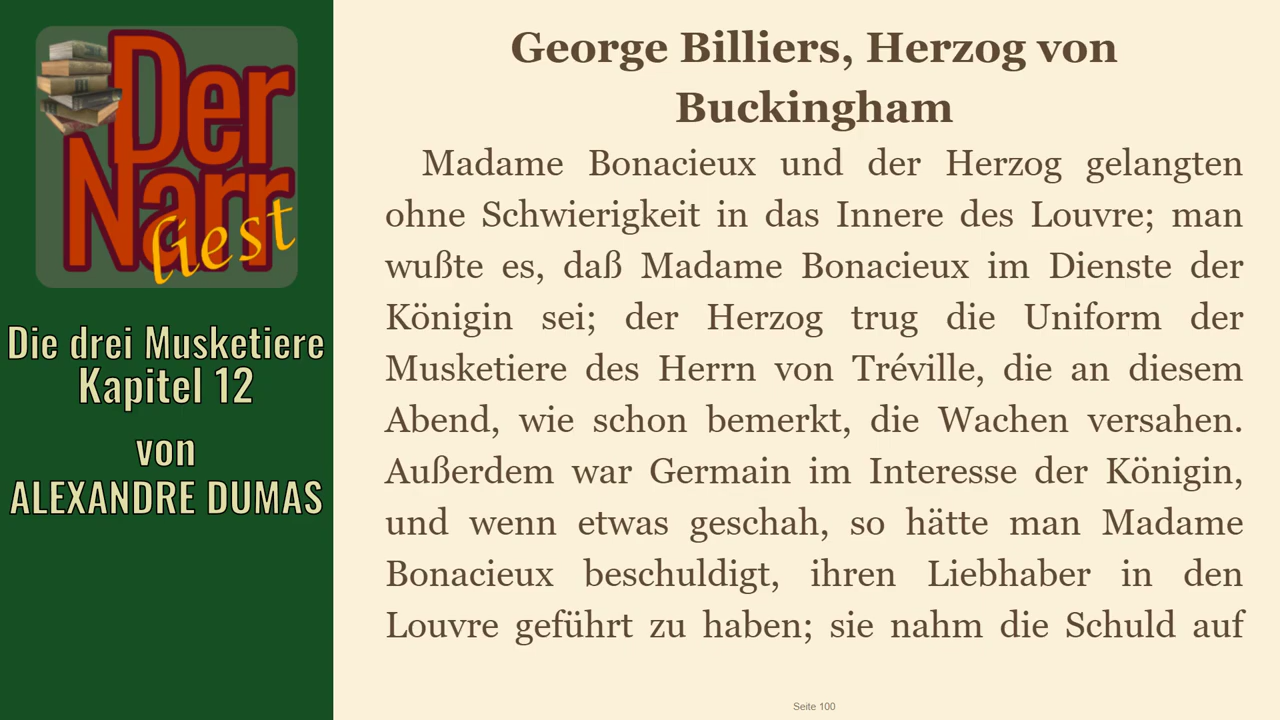 Der
Narr
liest
Die drei Musketiere
Kapitel 12
von
ALEXANDRE DUMAS
George Billiers, Herzog von
Buckingham
Madame Bonacieux und der Herzog gelangten
ohne Schwierigkeit in das Innere des Louvre; man
wußte es, daß Madame Bonacieux im Dienste der
Königin sei; der Herzog trug die Uniform der
Musketiere des Herrn von Tréville, die an diesem
Abend, wie schon bemerkt, die Wachen versahen.
Außerdem war Germain im Interesse der Königin,
und wenn etwas geschah, so hätte man Madame
Bonacieux beschuldigt, ihren Liebhaber in den
Louvre geführt zu haben; sie nahm die Schuld auf
Seite 100